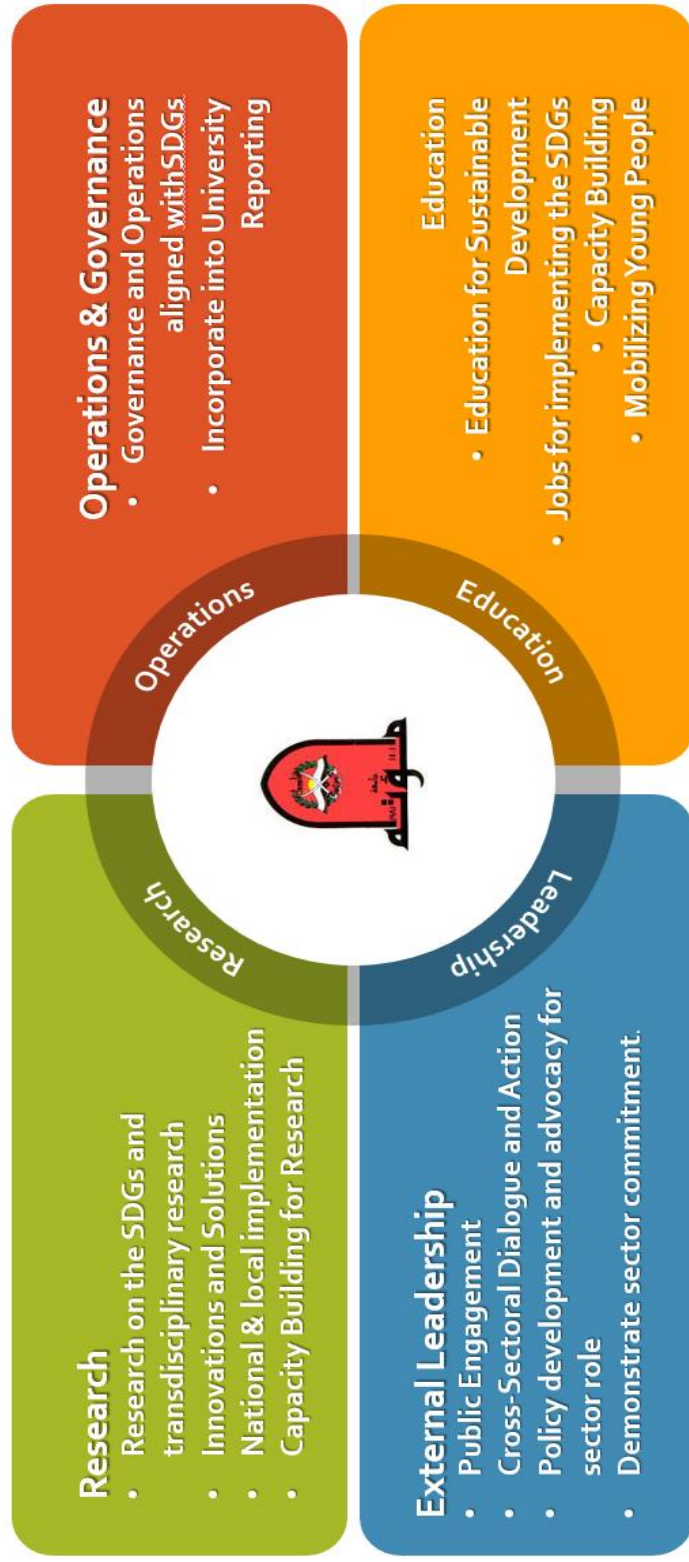 Research
• Research on the SDGs and
transdisciplinary research
• Innovations and Solutions
• National & local implementation
• Capacity Building for Research
Operations & Governance
• Governance and Operations
aligned withSDGs.
• Incorporate into University
Reporting
External Leadership
• Public Engagement
• Cross-Sectoral Dialogue and Action
• Policy development and advocacy for
sector role
• Demonstrate sector commitment.
Education
• Education for Sustainable
Development
• Jobs for implementing the SDGs
• Capacity Building
• Mobilizing Young People
Research
Operations
Leadership
Education